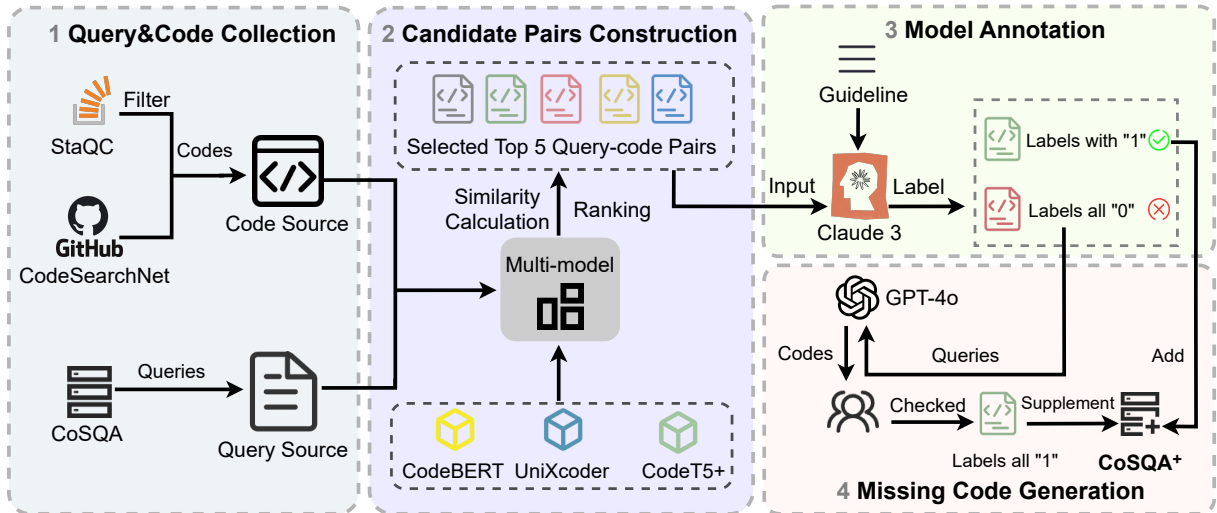 1 Query&Code Collection
Filter
StaQC
Codes
Code Source
GitHub
CodeSearchNet
Queries
CoSQA
Query Source
2 Candidate Pairs Construction
Selected Top 5 Query-code Pairs
Similarity
Calculation
Ranking
Multi-model
CodeBERT
UniXcoder
CodeT5+
3 Model Annotation
Guideline
Input
Claude 3
Label
Labels with "1"
Labels all "0"
GPT-4o
Codes
Queries
Add
Checked
Supplement
Labels all "1"
CoSQA⁺
4 Missing Code Generation